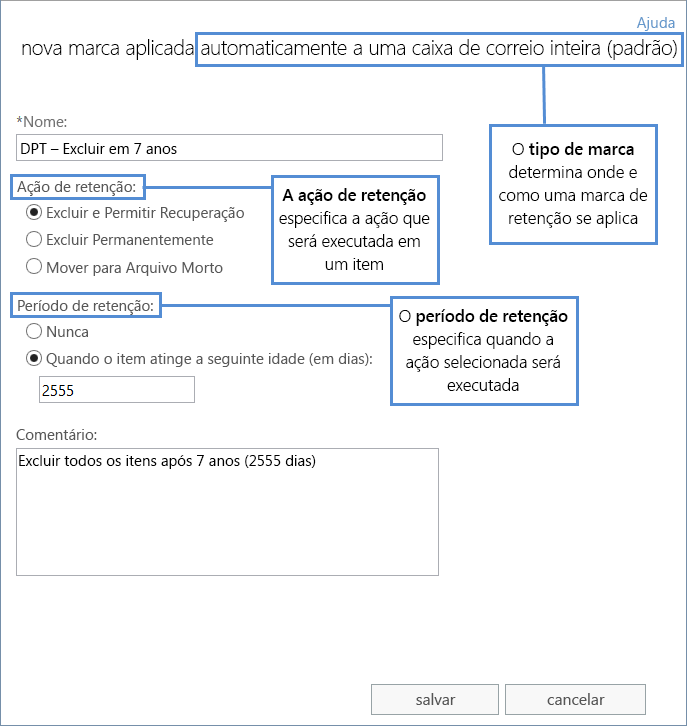 Ajuda
nova marca aplicada automaticamente a uma caixa de correio inteira (padrão)
*Nome:
DPT – Excluir em 7 anos
O tipo de marca
determina onde e
como uma marca de
retenção se aplica
Ação de retenção:
Excluir e Permitir Recuperação
Excluir Permanentemente
Mover para Arquivo Morto
A ação de retenção
especifica a ação que
será executada em
um item
Período de retenção:
Nunca
Quando o item atinge a seguinte idade (em dias):
2555
O período de retenção
especifica quando a
ação selecionada será
executada
Comentário:
Excluir todos os itens após 7 anos (2555 dias)
salvar
cancelar